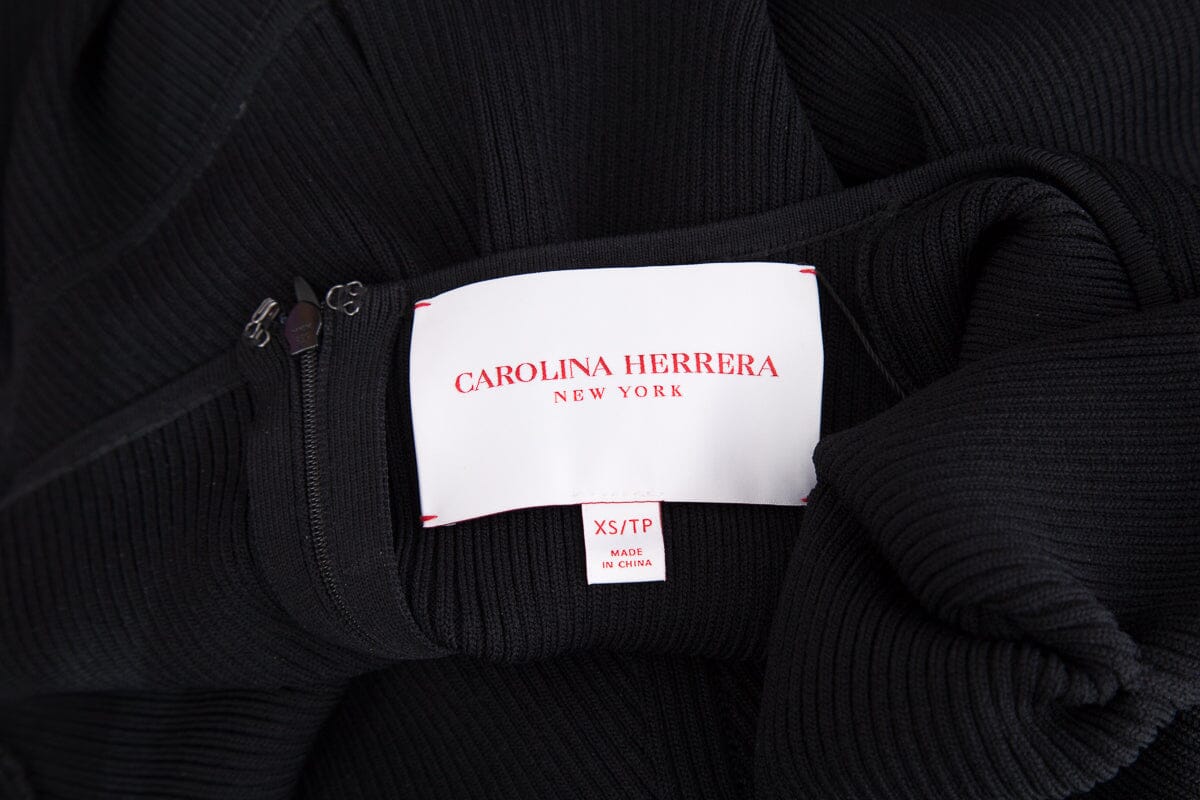 CAROLINA HERRERA
NEW YORK
XS/TP
MADE
IN CHINA